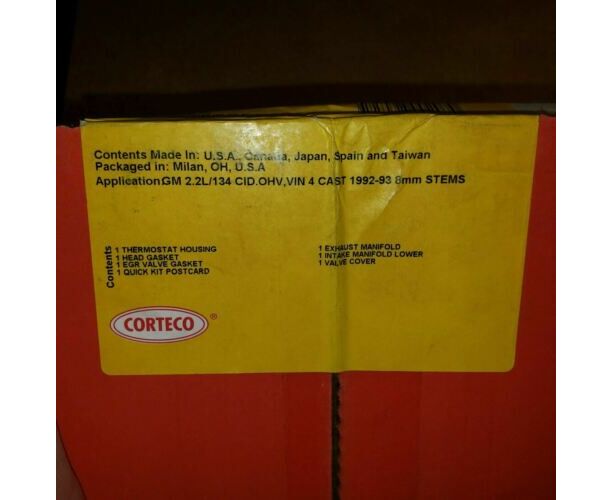 Contents Made in: U.S.A., Canada, Japan, Spain and Taiwan
Packaged in: Milan, OH, U.S.A
Application:GM 2.2L/134 CID.OHV,VIN 4 CAST 1992-93 8mm STEMS
Contents
1 THERMOSTAT HOUSING
1 HEAD GASKET
1 EGR VALVE GASKET
1 QUICK KIT POSTCARD
1 EXHAUST MANIFOLD
1 INTAKE MANIFOLD LOWER
1 VALVE COVER
CORTECO®